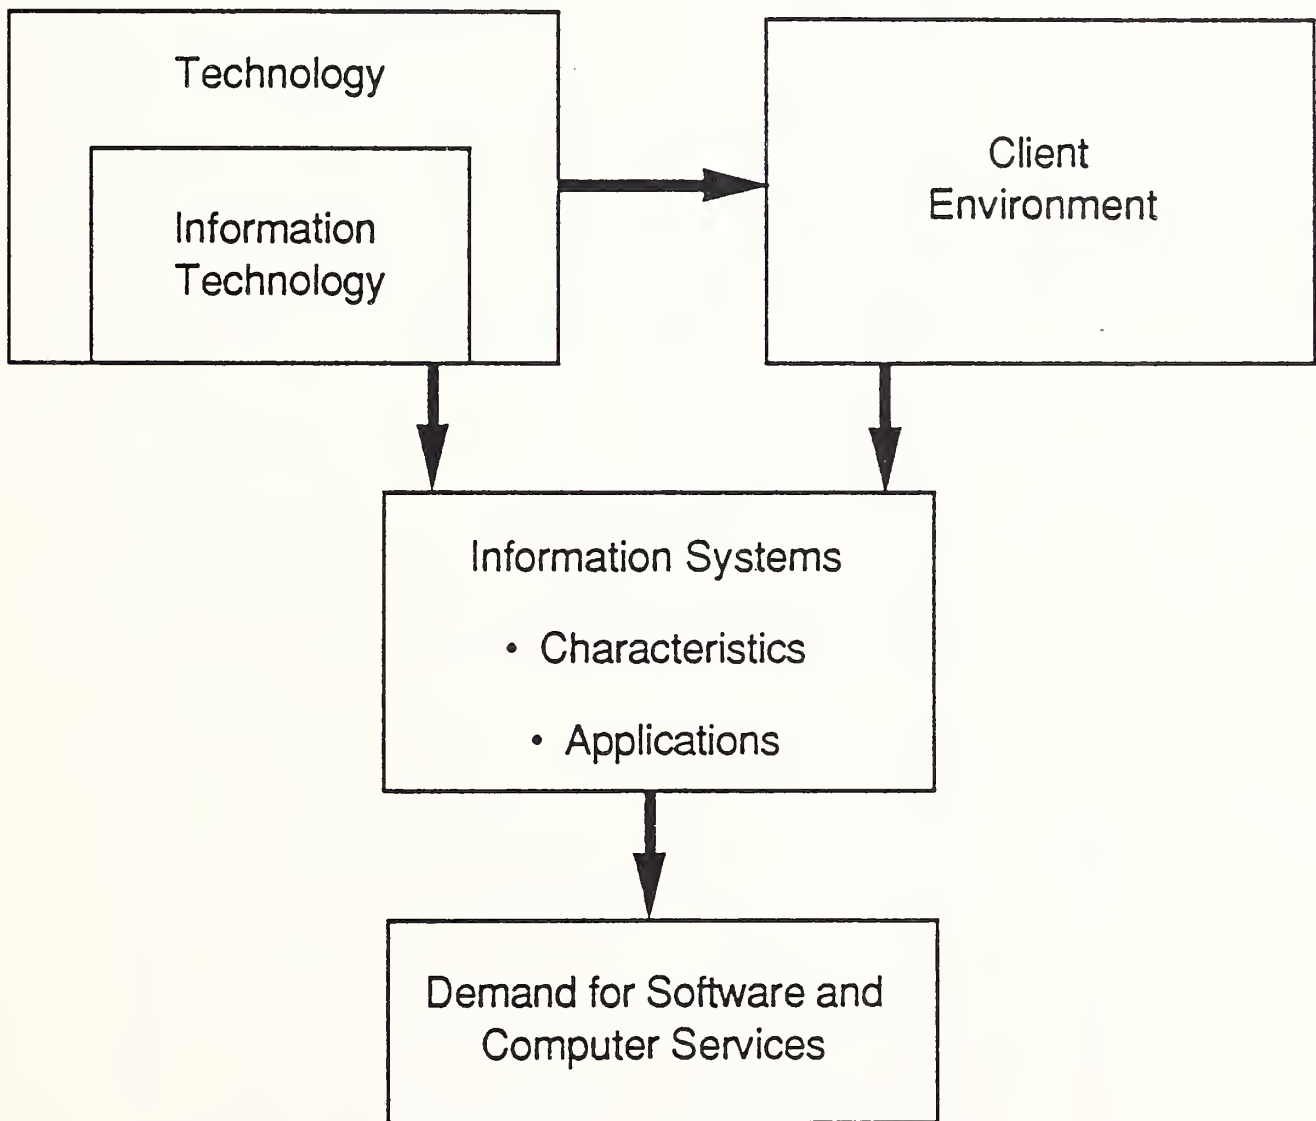 Technology
Information
Technology
Client
Environment
Information Systems
• Characteristics
• Applications
Demand for Software and
Computer Services